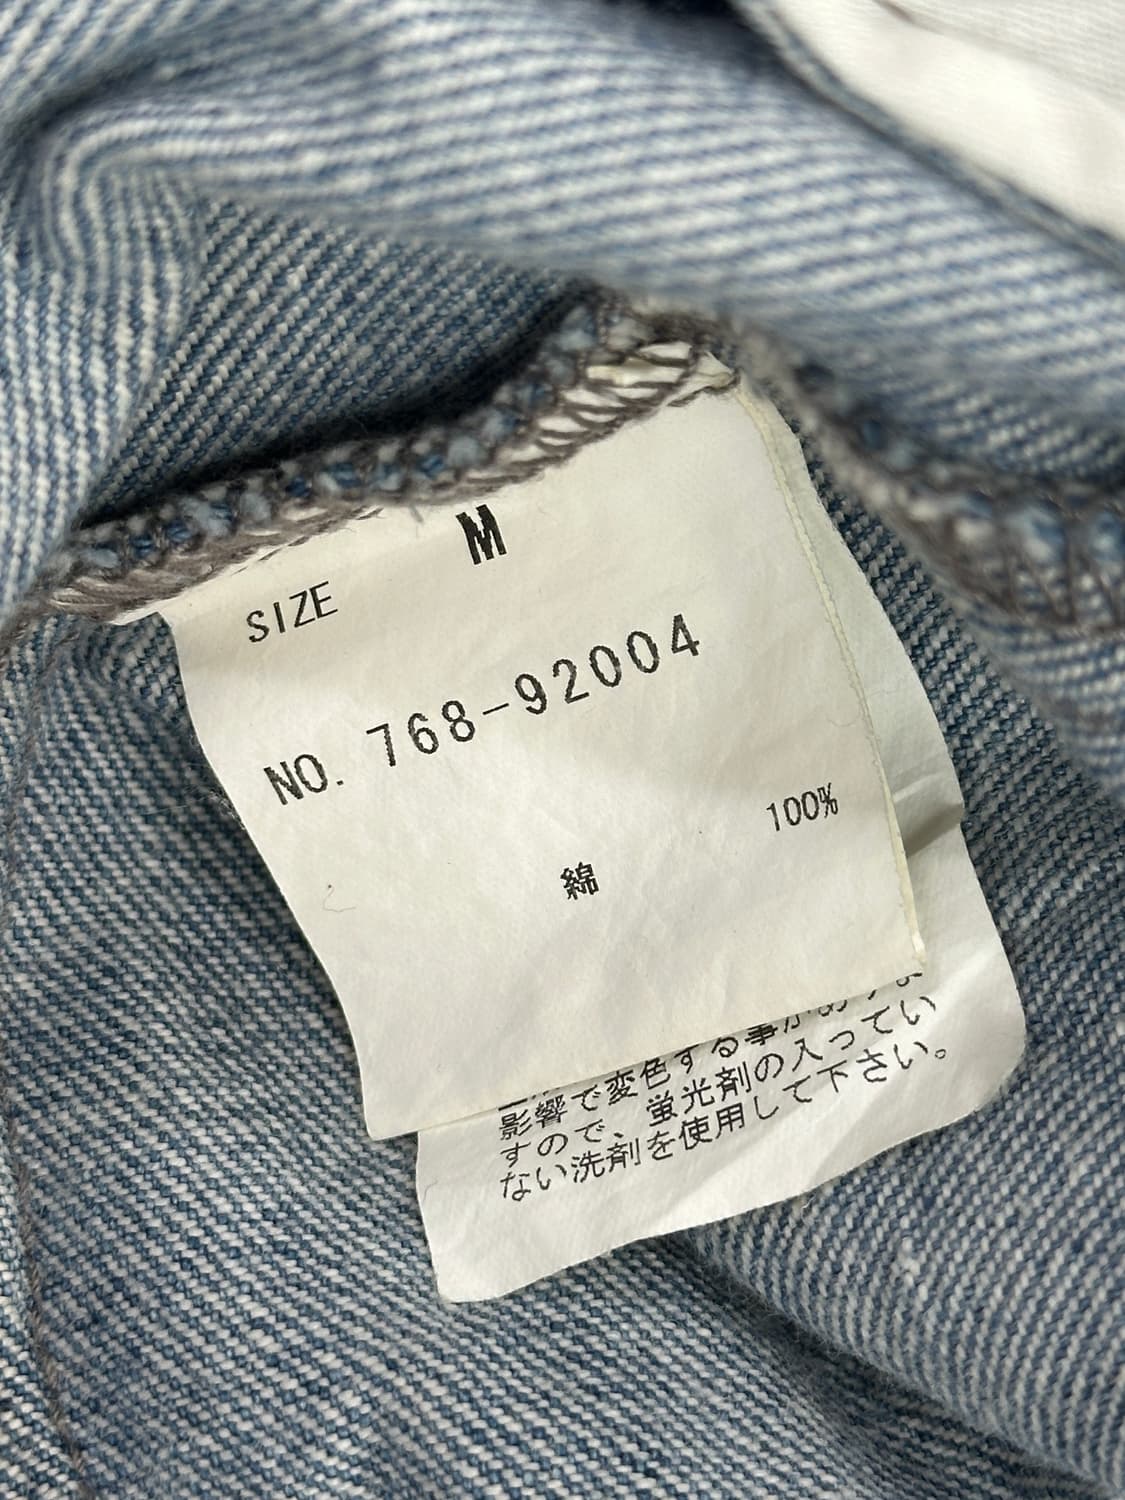 SIZE M
NO. 768-92004
綿 100%
影響で変色する事がありま
すので、蛍光剤の入ってい
ない洗剤を使用して下さい。